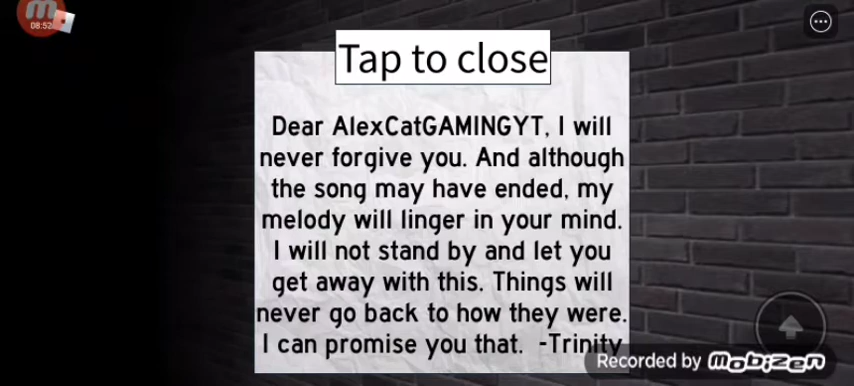 08:52
Tap to close
Dear AlexCatGAMINGYT, I will
never forgive you. And although
the song may have ended, my
melody will linger in your mind.
I will not stand by and let you
get away with this. Things will
never go back to how they were.
I can promise you that. -Trinity
Recorded by mobizen